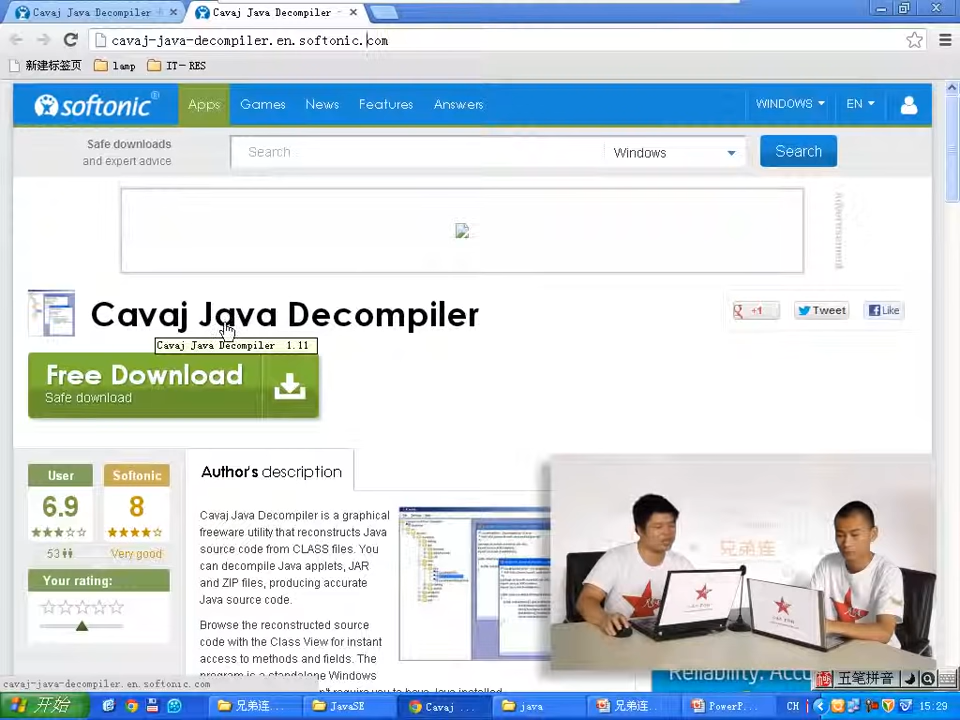 Cavaj Java Decompiler
Cavaj Java Decompiler -
cavaj-java-decompiler.en.softonic.com
新建标签页
lamp
IT-RES
softonic
Apps
Games
News
Features
Answers
WINDOWS
EN
Safe downloads
and expert advice
Search
Windows
Search
Advertisement
Cavaj Java Decompiler
+1
Tweet
Like
Cavaj Java Decompiler 1.11
Free Download
Safe download
User
Softonic
6.9
8
53
Very good
Your rating:
Author's description
Cavaj Java Decompiler is a graphical
freeware utility that reconstructs Java
source code from CLASS files. You
can decompile Java applets, JAR
and ZIP files, producing accurate
Java source code.
Browse the reconstructed source
code with the Class View for instant
access to methods and fields. The
program is a standalone Windows
兄弟连
Reliability. Accu
cavaj-java-decompiler.en.softonic.com
五笔拼音
开始
兄弟连...
JavaSE
Cavaj ...
java
兄弟连...
PowerP...
CH
15:29